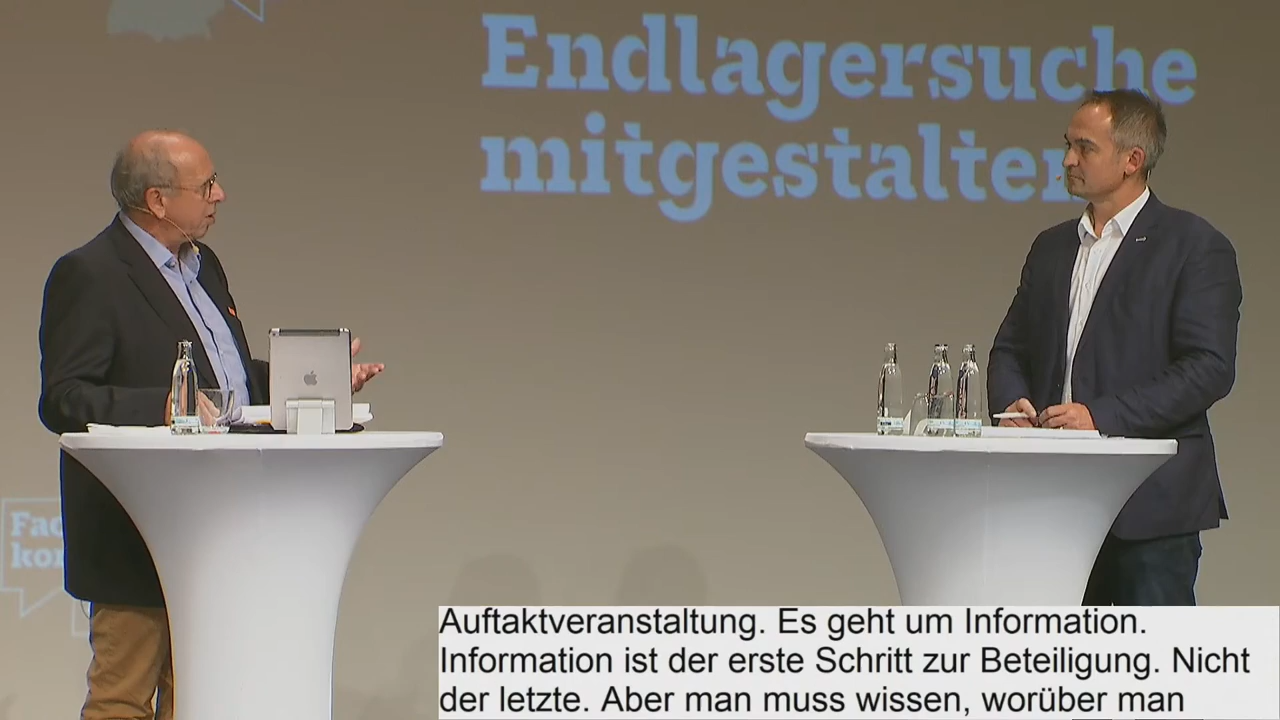 Endlagersuche
mitgestalten
Auftaktveranstaltung. Es geht um Information.
Information ist der erste Schritt zur Beteiligung. Nicht
der letzte. Aber man muss wissen, worüber man